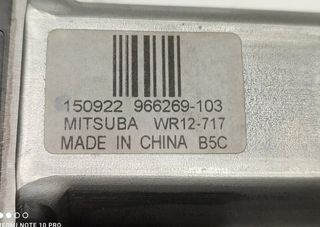 150922 966269-103
MITSUBA WR12-717
MADE IN CHINA B5C
REDMI NOTE 10 PRO